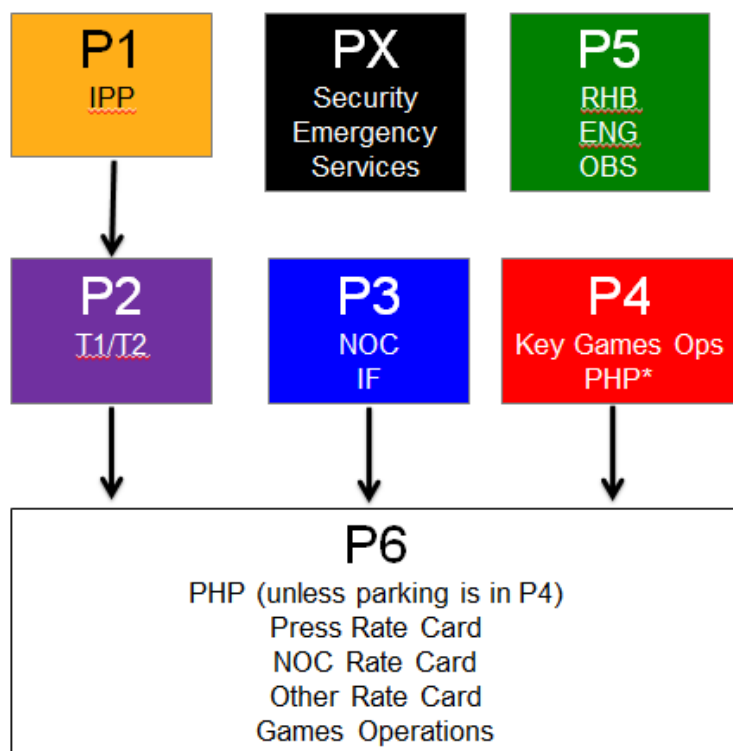 P1
IPP
PX
Security
Emergency
Services
P5
RHB
ENG
OBS
P2
T1/T2
P3
NOC
IF
P4
Key Games Ops
PHP*
P6
PHP (unless parking is in P4)
Press Rate Card
NOC Rate Card
Other Rate Card
Games Operations